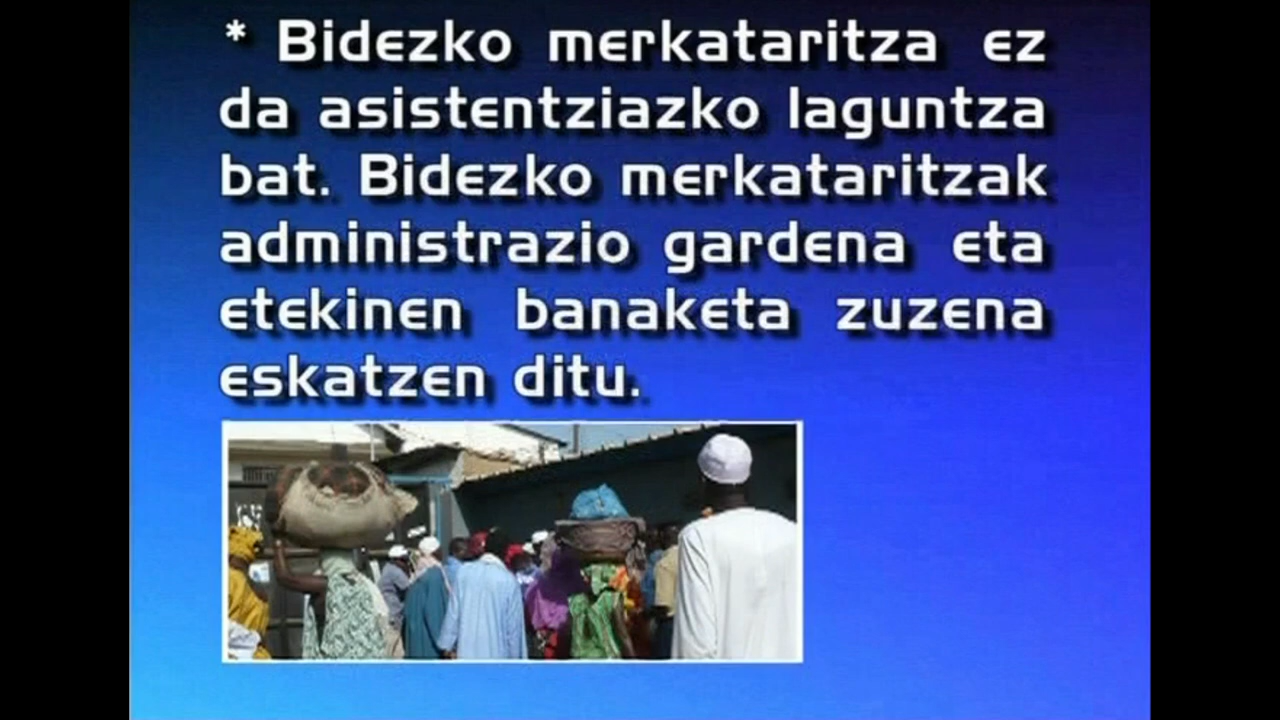 * Bidezko merkataritza ez
da asistentziazko laguntza
bat. Bidezko merkataritzak
administrazio gardena eta
etekinen banaketa zuzena
eskatzen ditu.